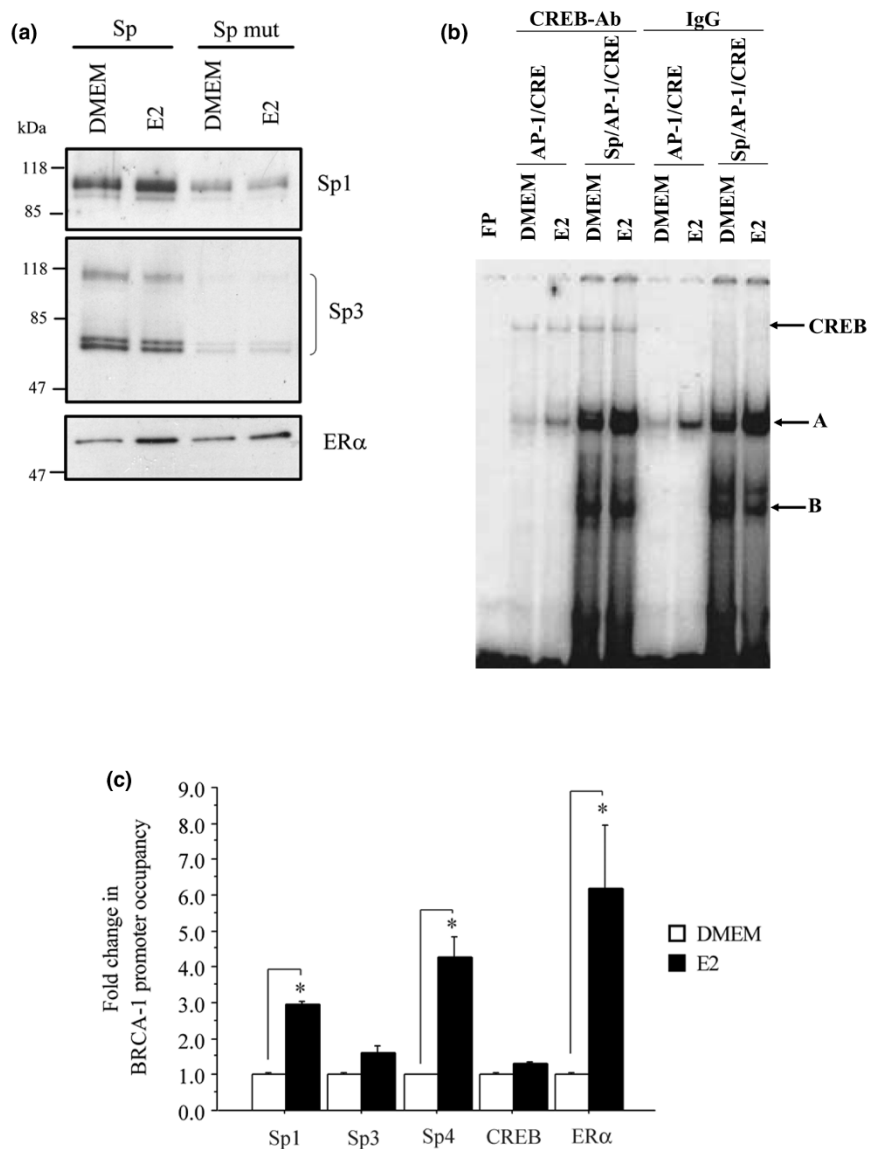 (a)
Sp Sp mut
DMEM E2 DMEM E2
kDa
118
85
Sp1
118
85
47
Sp3
47
ERα
(b)
CREB-Ab IgG
AP-1/CRE Sp/AP-1/CRE AP-1/CRE Sp/AP-1/CRE
FP DMEM E2 DMEM E2 DMEM E2 DMEM E2
CREB
A
B
(c)
Fold change in
BRCA-1 promoter occupancy
9.0
8.0
7.0
6.0
5.0
4.0
3.0
2.0
1.0
0.0
* * *
DMEM
E2
Sp1 Sp3 Sp4 CREB ERα